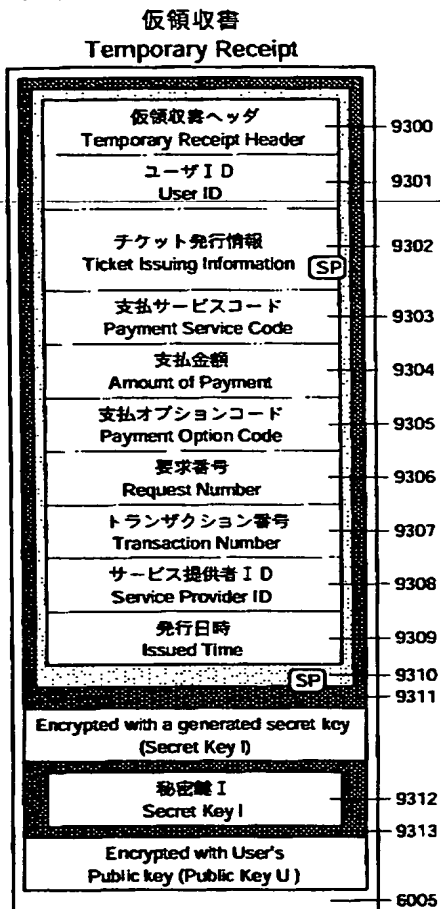 仮領収書
Temporary Receipt
仮領収書ヘッダ
Temporary Receipt Header
9300
ユーザID
User ID
9301
チケット発行情報
Ticket Issuing Information
SP
9302
支払サービスコード
Payment Service Code
9303
支払金額
Amount of Payment
9304
支払オプションコード
Payment Option Code
9305
要求番号
Request Number
9306
トランザクション番号
Transaction Number
9307
サービス提供者ID
Service Provider ID
9308
発行日時
Issued Time
9309
SP
9310
9311
Encrypted with a generated secret key
(Secret Key I)
秘密鍵I
Secret Key I
9312
9313
Encrypted with User's
Public key (Public Key U )
6005